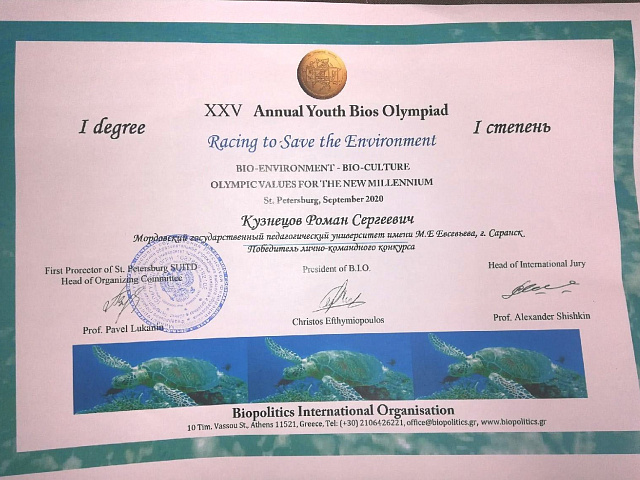 XXV Annual Youth Bios Olympiad
I degree
I степень
Racing to Save the Environment
BIO-ENVIRONMENT - BIO-CULTURE
OLYMPIC VALUES FOR THE NEW MILLENNIUM
St. Petersburg, September 2020
Кузнецов Роман Сергеевич
Мордовский государственный педагогический университет имени М.Е Евсевьева, г. Саранск
Победитель лично-командного конкурса
First Prorector of St. Petersburg SUITD
Head of Organizing Committee
Prof. Pavel Lukanin
President of B.I.O.
Christos Efthymiopoulos
Head of International Jury
Prof. Alexander Shishkin
Biopolitics International Organisation
10 Tim. Vassou St., Athens 11521, Greece, Tel: (+30) 2106426221, office@biopolitics.gr, www.biopolitics.gr